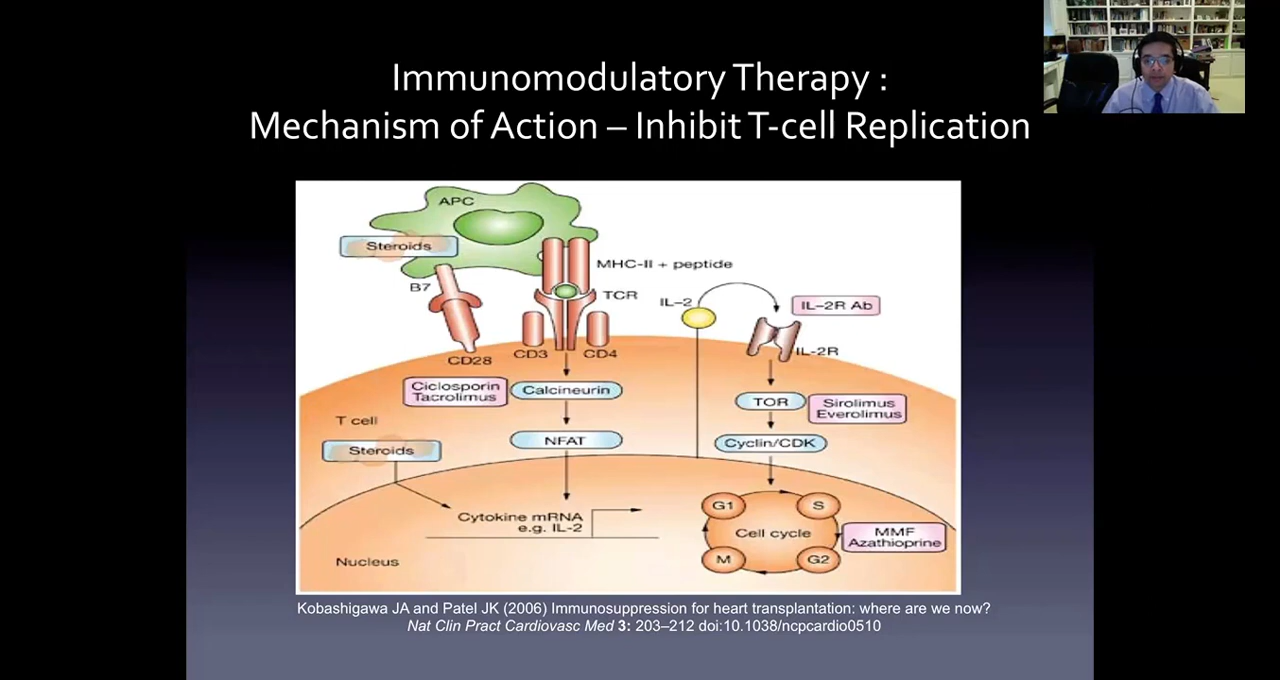 Immunomodulatory Therapy :
Mechanism of Action – Inhibit T-cell Replication
APC
Steroids
MHC-II + peptide
B7
TCR
IL–2
IL–2R Ab
CD28
CD3
CD4
IL–2R
Ciclosporin
Tacrolimus
Calcineurin
TOR
Sirolimus
Everolimus
T cell
NFAT
Cyclin/CDK
Steroids
G1
S
Cytokine mRNA
e.g. IL–2
Cell cycle
MMF
Azathioprine
Nucleus
M
G2
Kobashigawa JA and Patel JK (2006) Immunosuppression for heart transplantation: where are we now?
Nat Clin Pract Cardiovasc Med 3: 203–212 doi:10.1038/ncpcardio0510